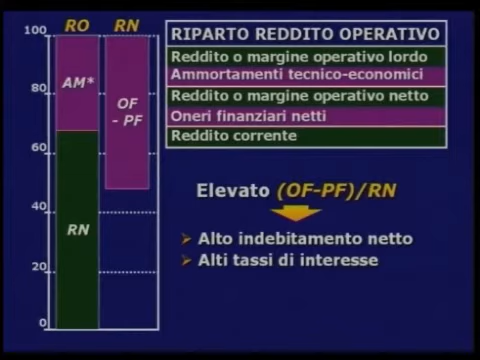 RO RN
100
80
60
40
20
0
AM*
RN
OF
- PF
RIPARTO REDDITO OPERATIVO
Reddito o margine operativo lordo
Ammortamenti tecnico-economici
Reddito o margine operativo netto
Oneri finanziari netti
Reddito corrente
Elevato (OF-PF)/RN
Alto indebitamento netto
Alti tassi di interesse